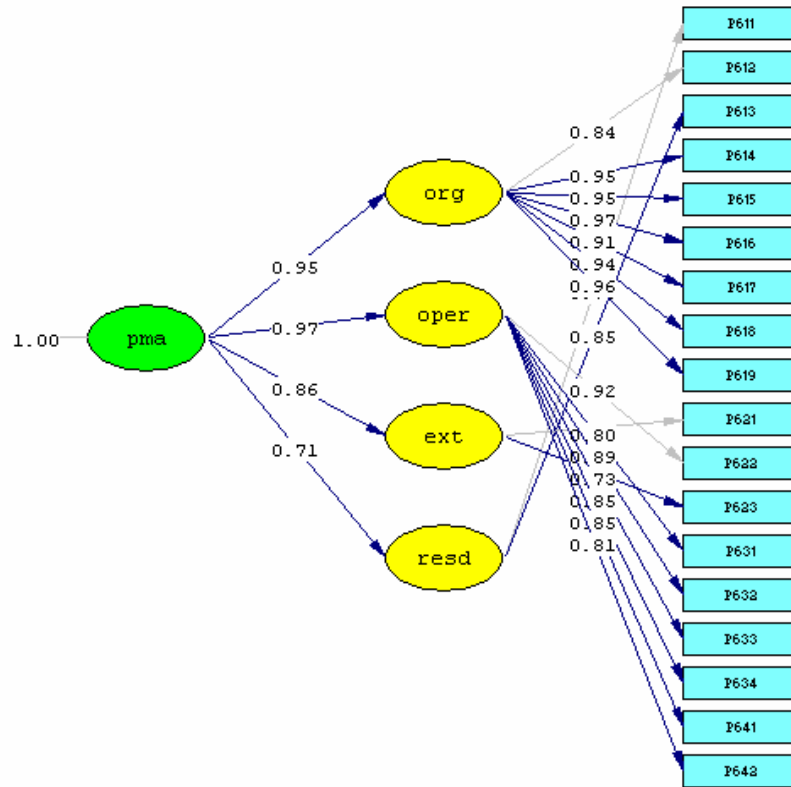 1.00
pma
0.95
0.97
0.86
0.71
org
oper
ext
resd
0.84
0.95
0.95
0.97
0.91
0.94
0.96
0.85
0.92
0.80
0.89
0.73
0.85
0.85
0.81
P611
P612
P613
P614
P615
P616
P617
P618
P619
P621
P622
P623
P631
P632
P633
P634
P641
P642